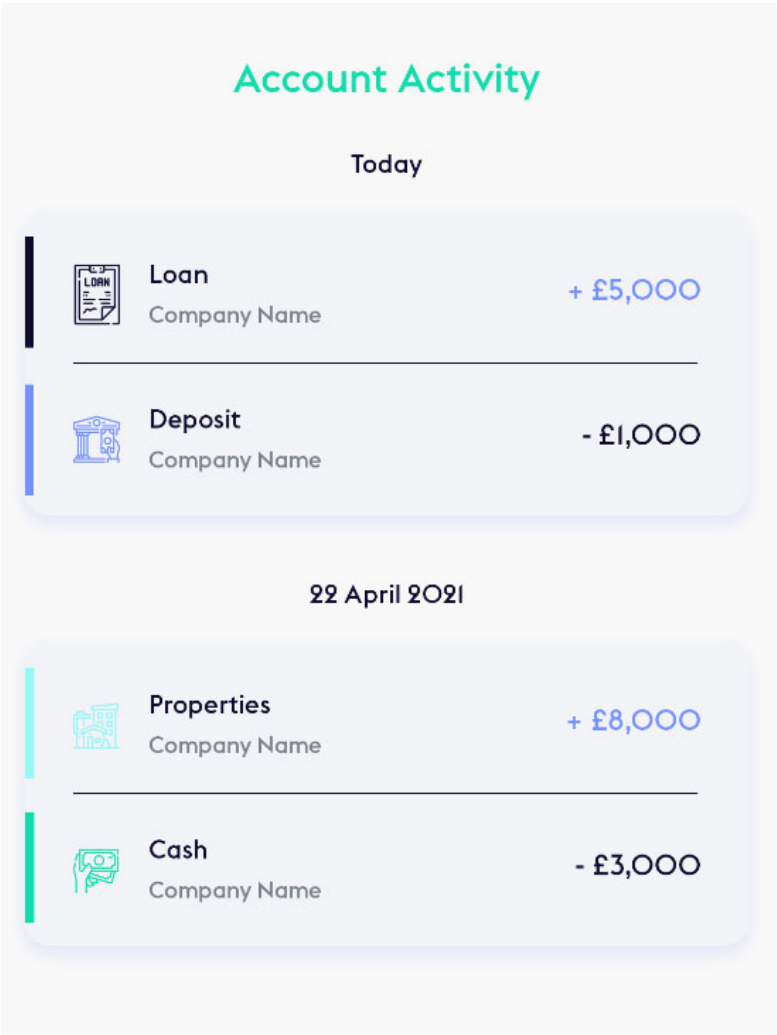 Account Activity
Today
LOAN
Loan
Company Name
+ £5,000
Deposit
Company Name
- £1,000
22 April 2021
Properties
Company Name
+ £8,000
Cash
Company Name
- £3,000